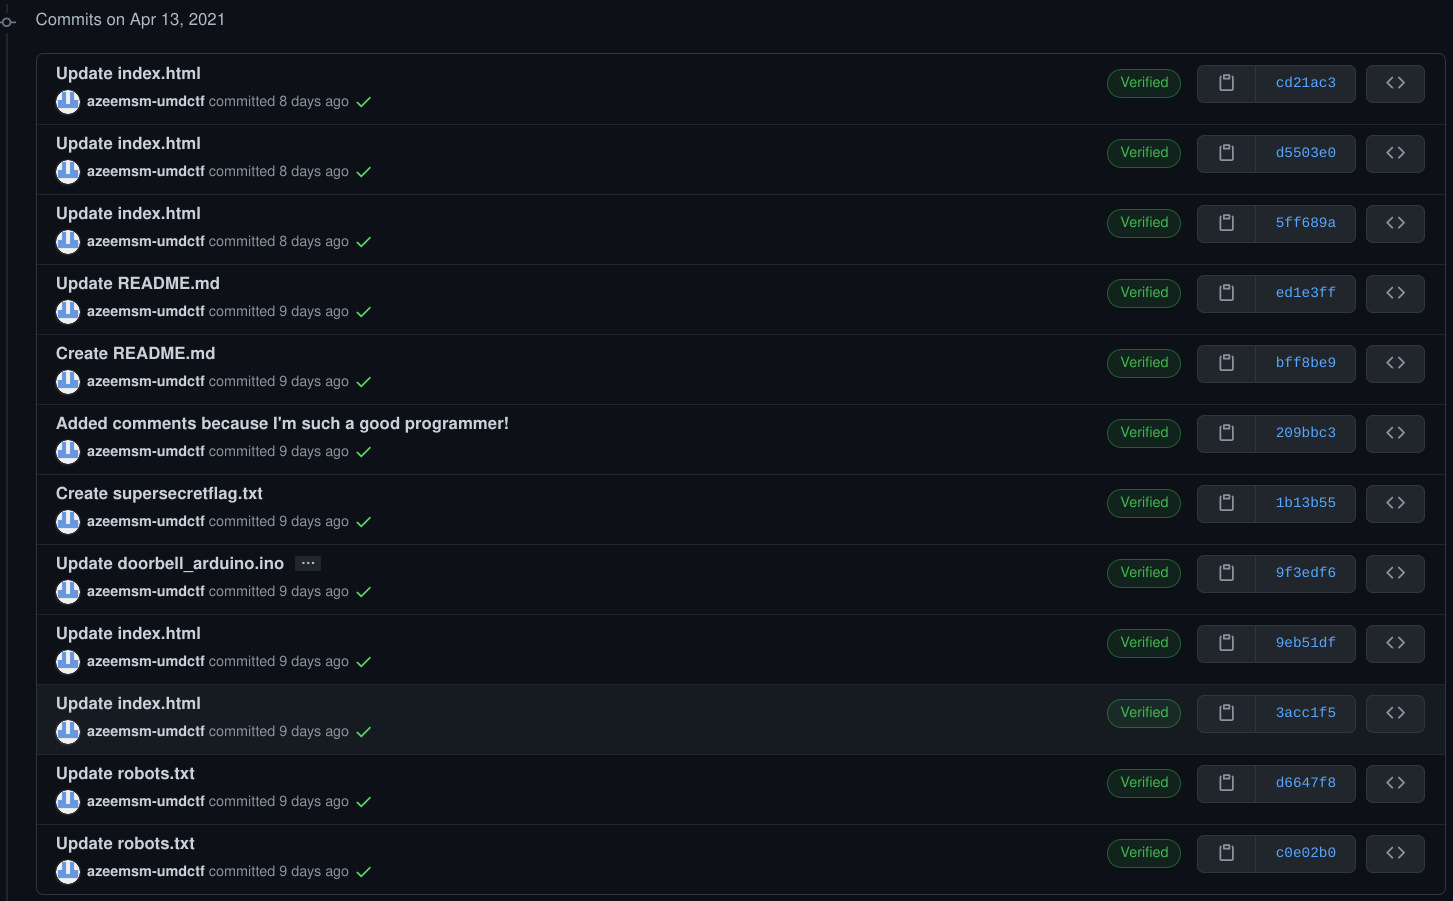 Commits on Apr 13, 2021
Update index.html
Verified
cd21ac3
azeemsm-umdctf committed 8 days ago
Update index.html
Verified
d5503e0
azeemsm-umdctf committed 8 days ago
Update index.html
Verified
5ff689a
azeemsm-umdctf committed 8 days ago
Update README.md
Verified
ed1e3ff
azeemsm-umdctf committed 9 days ago
Create README.md
Verified
bff8be9
azeemsm-umdctf committed 9 days ago
Added comments because I'm such a good programmer!
Verified
209bbc3
azeemsm-umdctf committed 9 days ago
Create supersecretflag.txt
Verified
1b13b55
azeemsm-umdctf committed 9 days ago
Update doorbell_arduino.ino ...
Verified
9f3edf6
azeemsm-umdctf committed 9 days ago
Update index.html
Verified
9eb51df
azeemsm-umdctf committed 9 days ago
Update index.html
Verified
3acc1f5
azeemsm-umdctf committed 9 days ago
Update robots.txt
Verified
d6647f8
azeemsm-umdctf committed 9 days ago
Update robots.txt
Verified
c0e02b0
azeemsm-umdctf committed 9 days ago